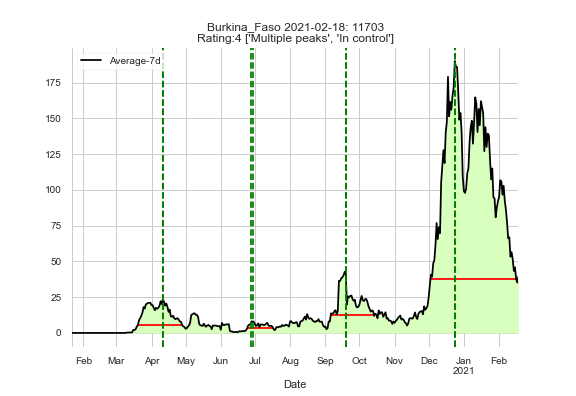 Burkina_Faso 2021-02-18: 11703
Rating:4 ['Multiple peaks', 'In control']
Average-7d
175
150
125
100
75
50
25
0
Feb Mar Apr May Jun Jul Aug Sep Oct Nov Dec Jan Feb
2021
Date